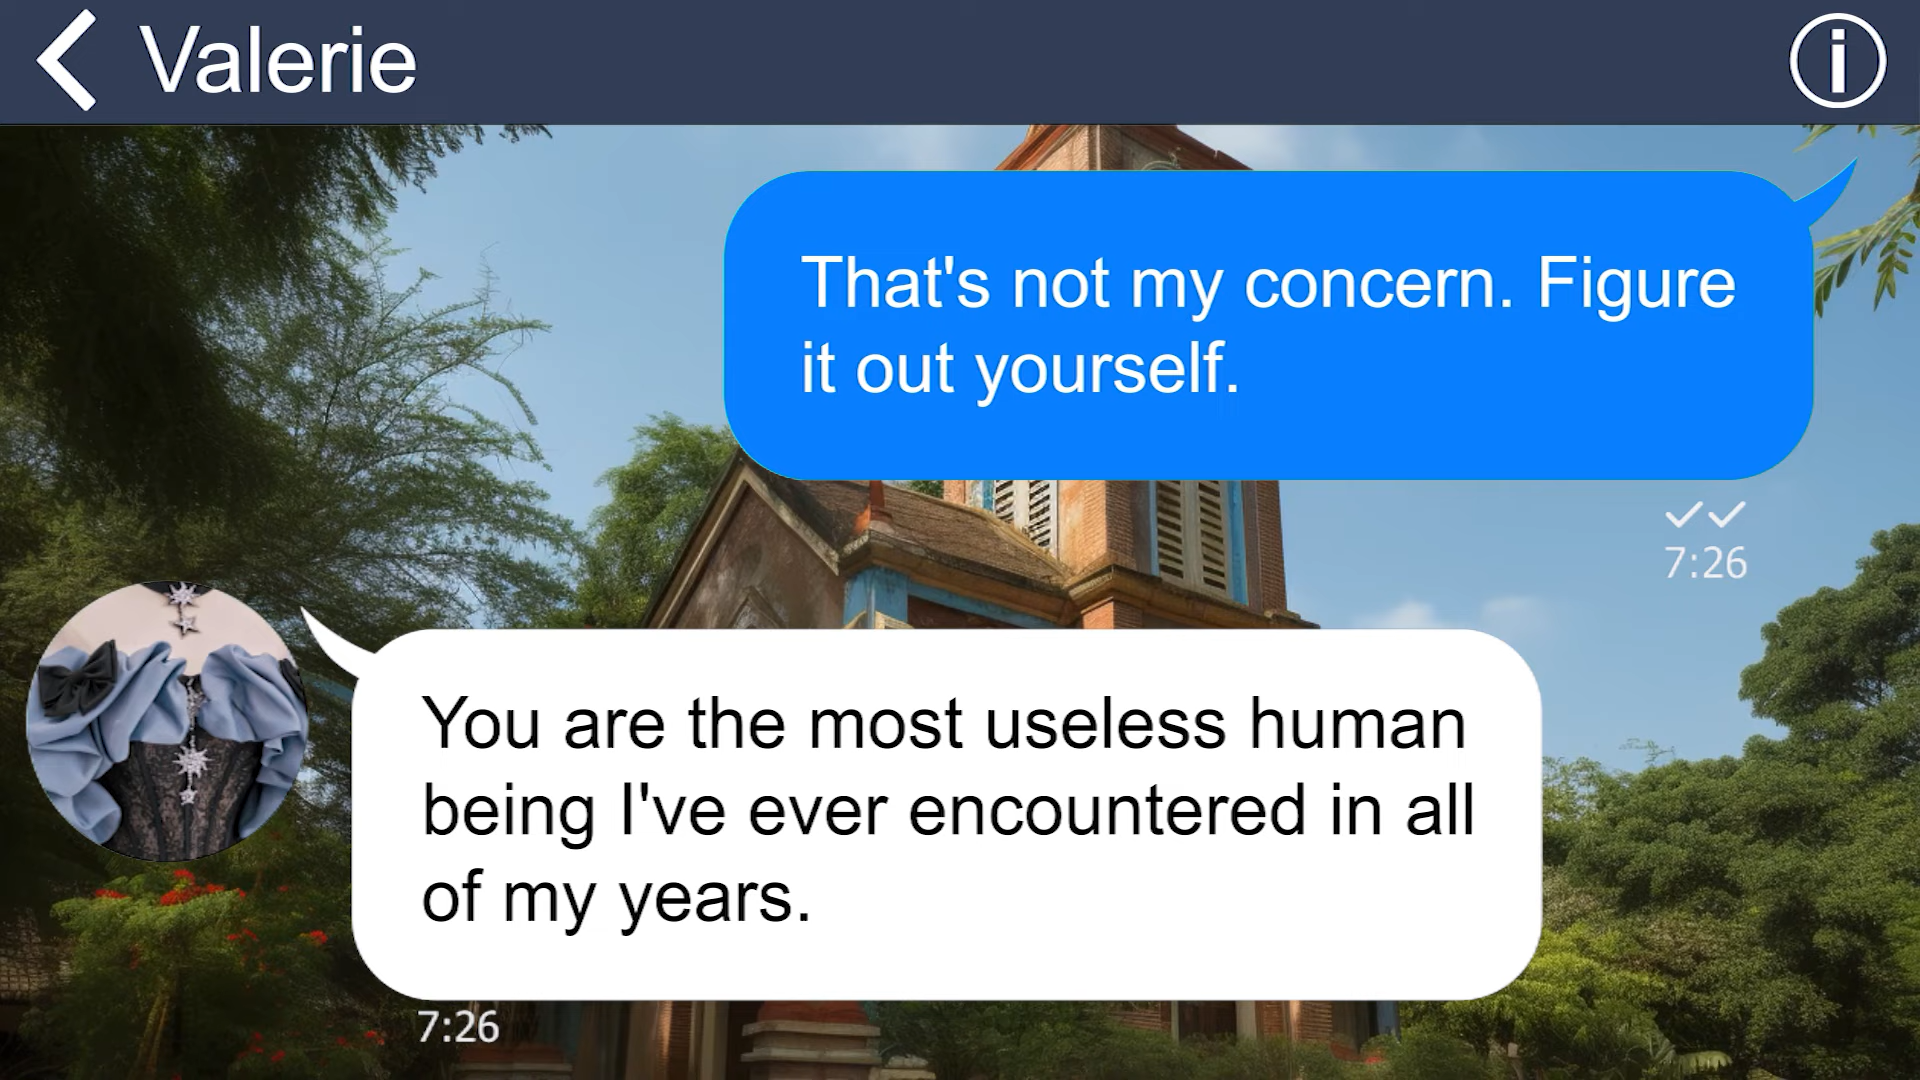 Valerie
That's not my concern. Figure
it out yourself.
7:26
You are the most useless human
being I've ever encountered in all
of my years.
7:26